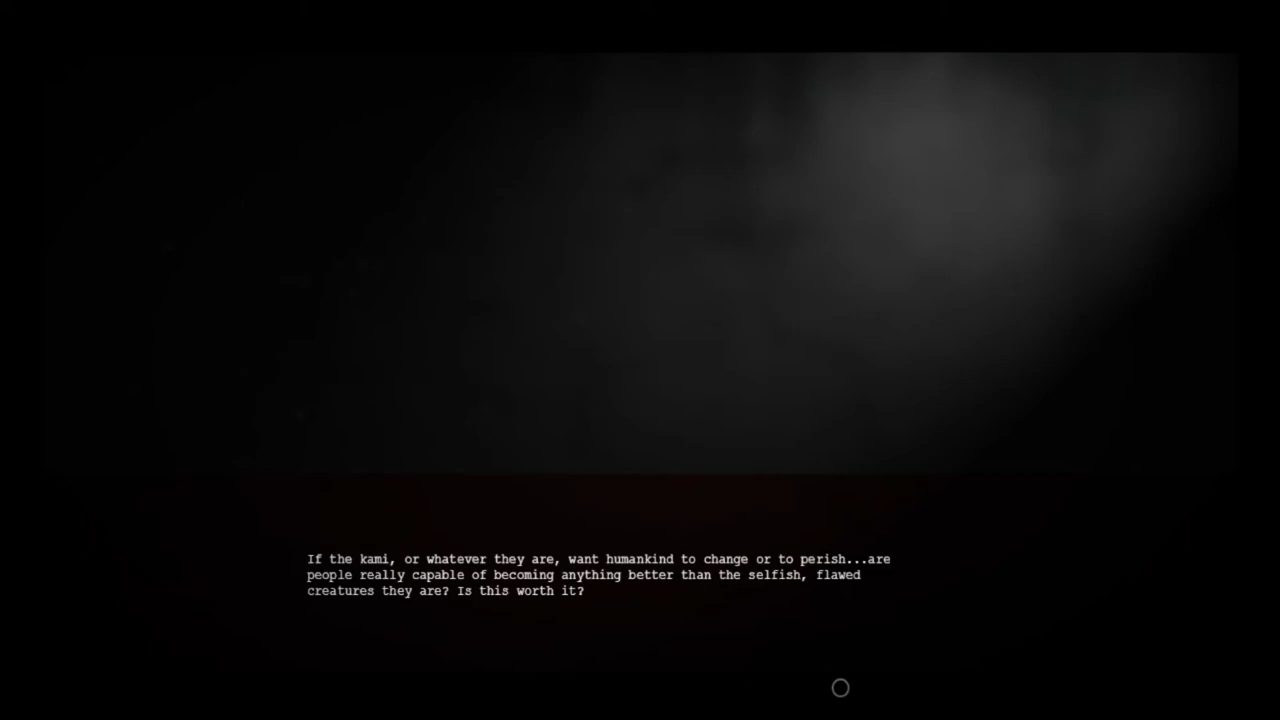 If the kami, or whatever they are, want humankind to change or to perish...are
people really capable of becoming anything better than the selfish, flawed
creatures they are? Is this worth it?